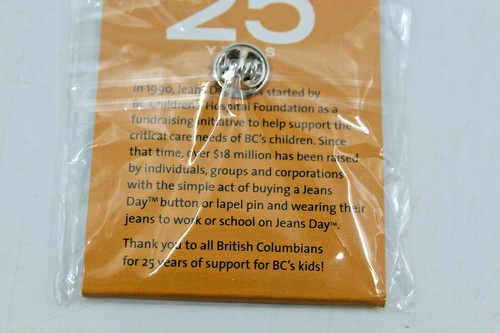 25
YEARS
In 1990, Jeans Day was started by
BC Children's Hospital Foundation as a
fundraising initiative to help support the
critical care needs of BC's children. Since
that time, over $18 million has been raised
by individuals, groups and corporations
with the simple act of buying a Jeans
Day™ button or lapel pin and wearing their
jeans to work or school on Jeans Day™.
Thank you to all British Columbians
for 25 years of support for BC's kids!